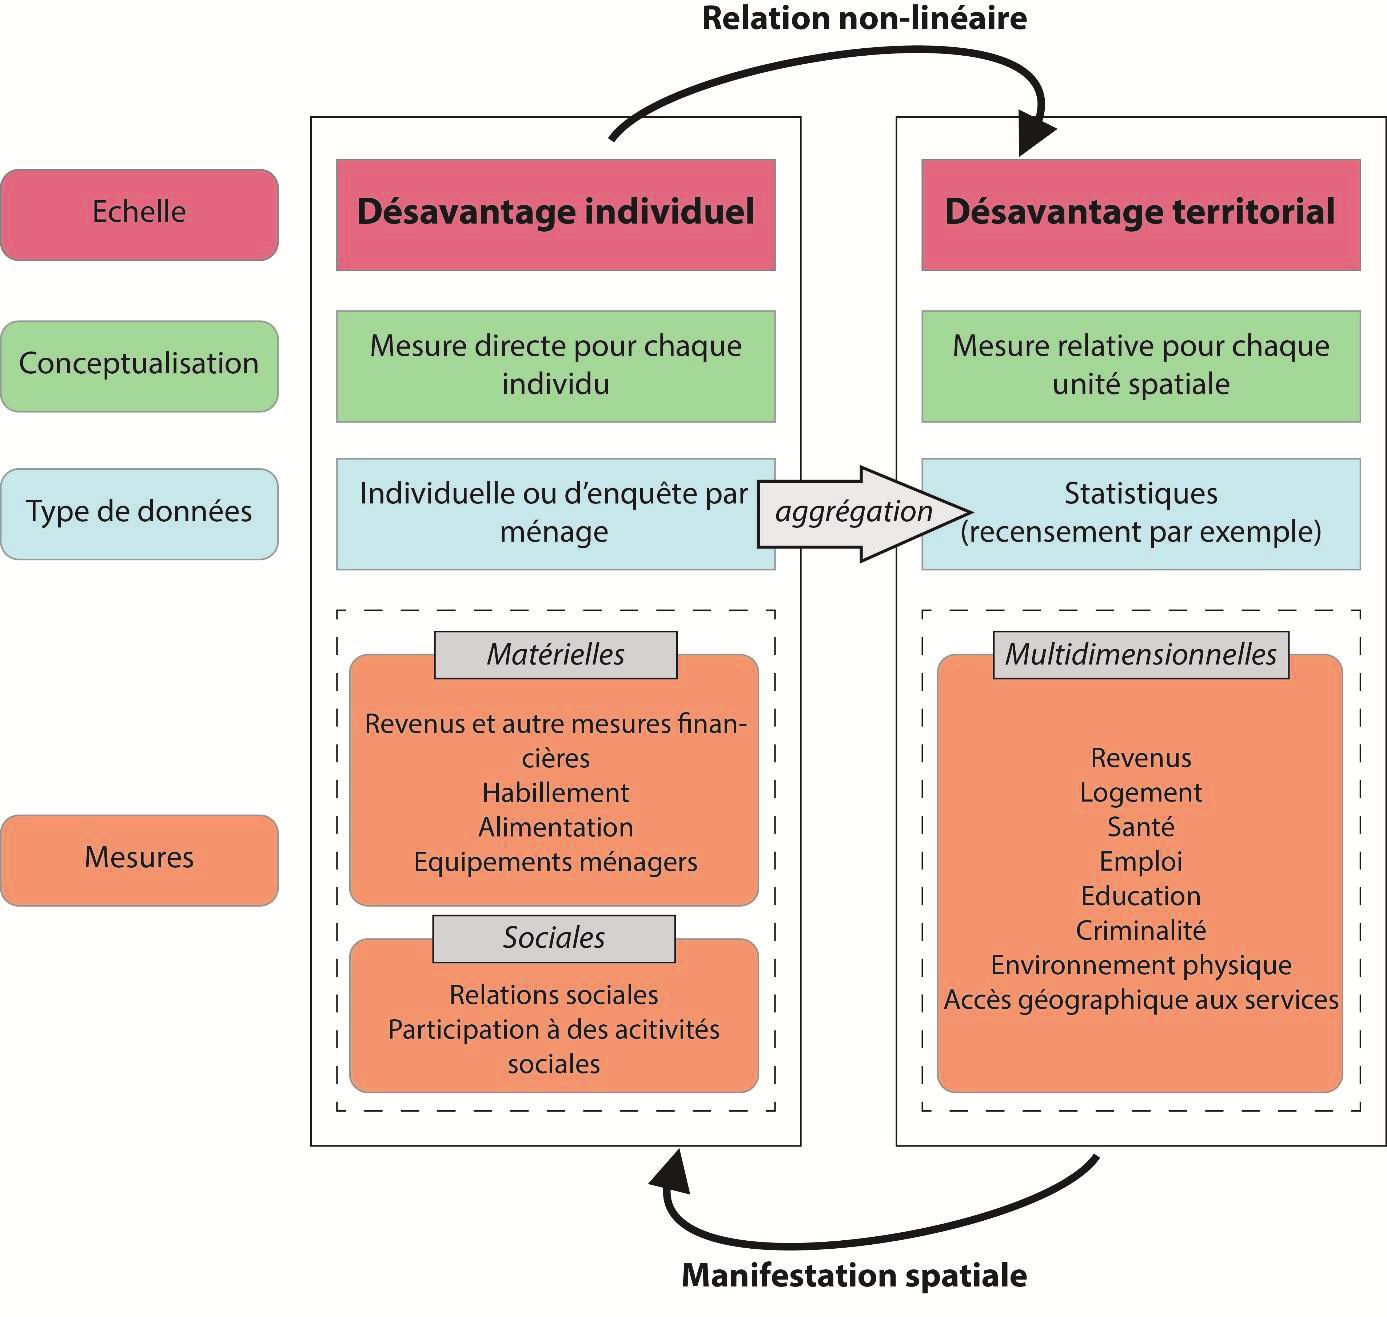 Relation non-linéaire
Echelle
Désavantage individuel
Désavantage territorial
Conceptualisation
Mesure directe pour chaque
individu
Mesure relative pour chaque
unité spatiale
Type de données
Individuelle ou d'enquête par
ménage
aggrégation
Statistiques
(recensement par exemple)
Mesures
Matérielles
Revenus et autre mesures finan-
cières
Habillement
Alimentation
Equipements ménagers
Sociales
Relations sociales
Participation à des acitivités
sociales
Multidimensionnelles
Revenus
Logement
Santé
Emploi
Education
Criminalité
Environnement physique
Accès géographique aux services
Manifestation spatiale